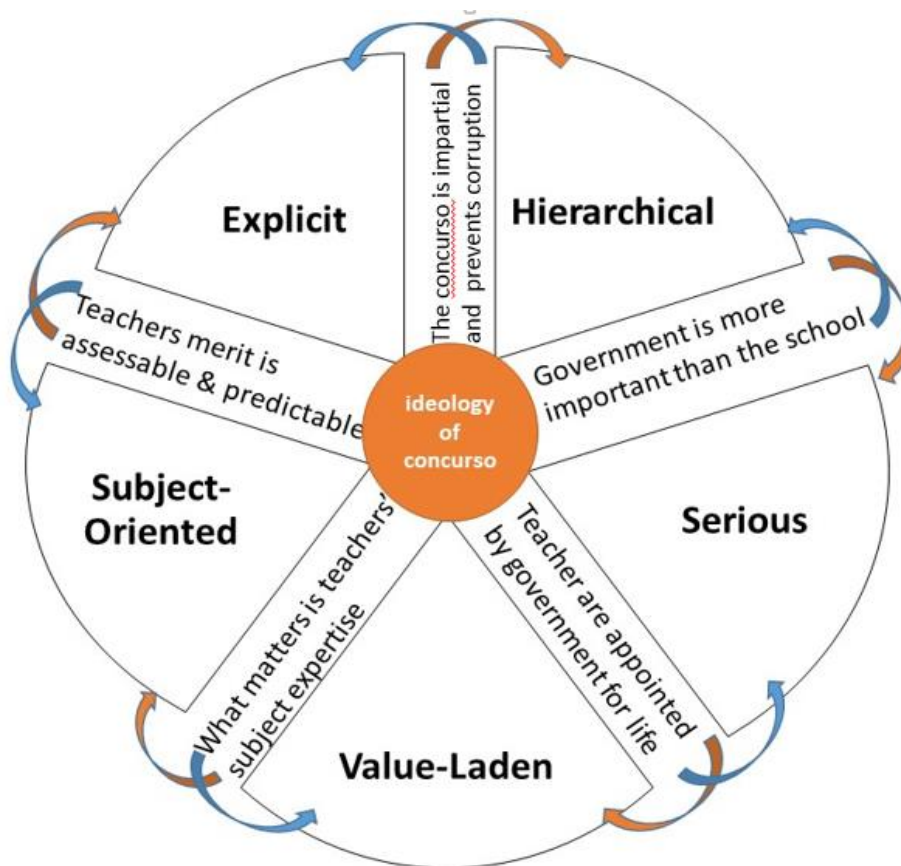 The concurso is impartial
and prevents corruption
Explicit
Hierarchical
Teachers merit is
assessable & predictable
Government is more
important than the school
ideology
of
concurso
Subject-
Oriented
Serious
What matters is teachers’
subject expertise
Teacher are appointed
by government for life
Value-Laden